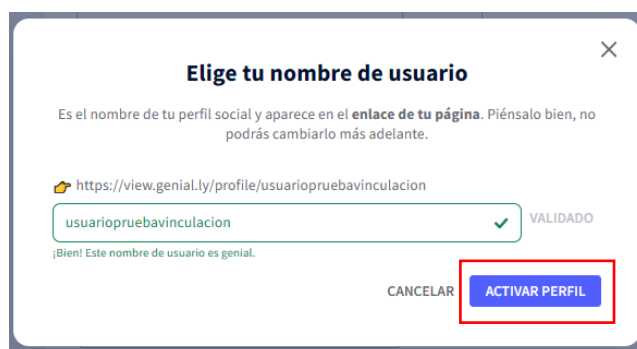 Elige tu nombre de usuario
Es el nombre de tu perfil social y aparece en el enlace de tu página. Piénsalo bien, no
podrás cambiarlo más adelante.
👉 https://view.genial.ly/profile/usuariopruebavinculacion
usuariopruebavinculacion
VALIDADO
¡Bien! Este nombre de usuario es genial.
CANCELAR
ACTIVAR PERFIL